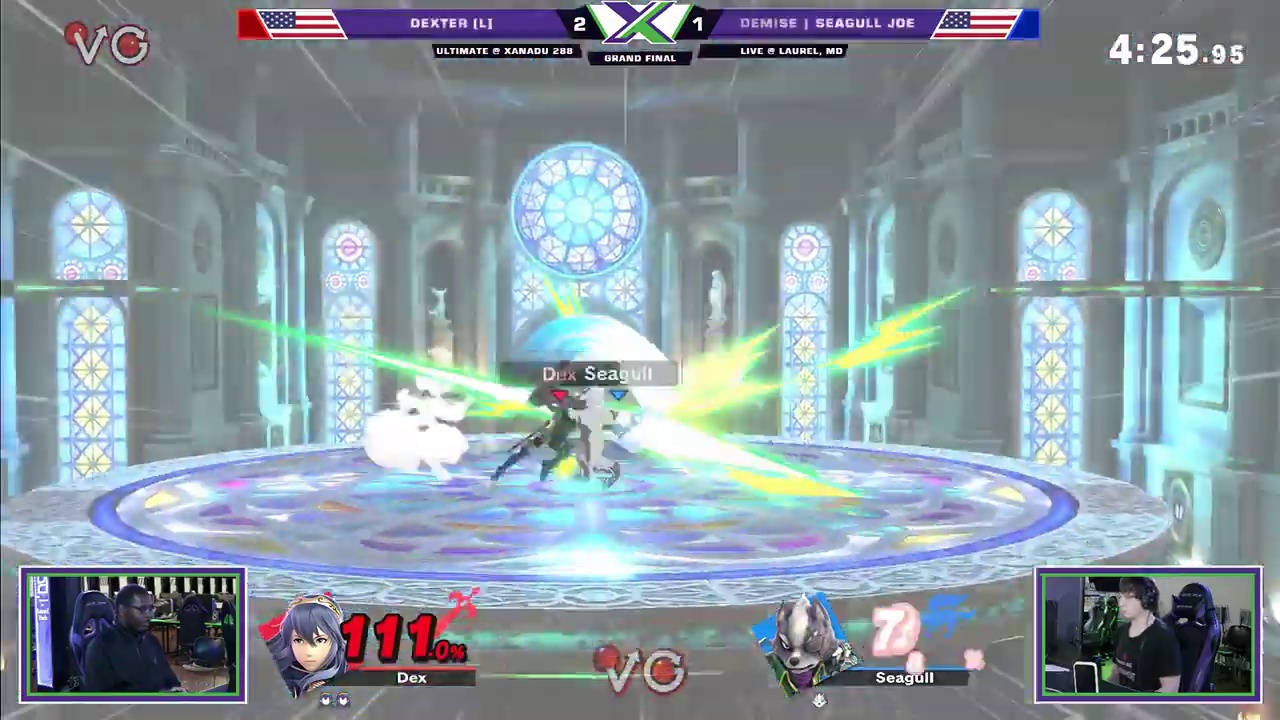 DEXTER [L]
2
1
DEMISE | SEAGULL JOE
ULTIMATE @ XANADU 288
GRAND FINAL
LIVE @ LAUREL, MD
VG
4:25.95
Dex Seagull
111.0%
Dex
VG
Seagull